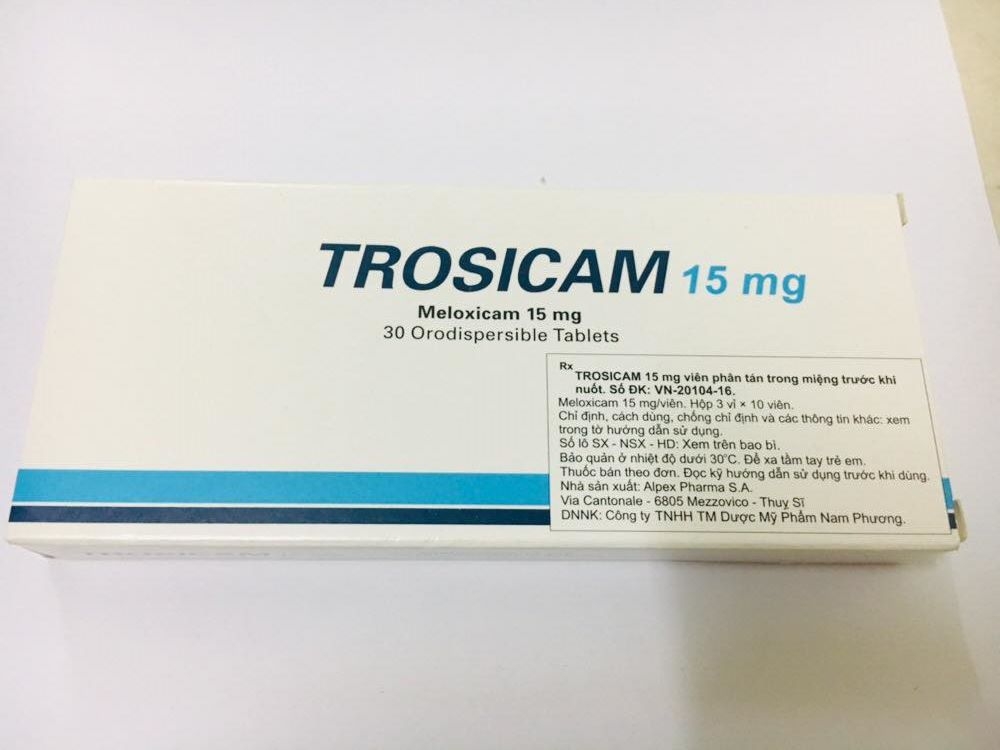 TROSICAM 15 mg
Meloxicam 15 mg
30 Orodispersible Tablets
Rx
TROSICAM 15 mg viên phân tán trong miệng trước khi
nuốt. Số ĐK: VN-20104-16.
Meloxicam 15 mg/viên. Hộp 3 vỉ × 10 viên.
Chỉ định, cách dùng, chống chỉ định và các thông tin khác: xem
trong tờ hướng dẫn sử dụng.
Số lô SX - NSX - HD: Xem trên bao bì.
Bảo quản ở nhiệt độ dưới 30°C. Để xa tầm tay trẻ em.
Thuốc bán theo đơn. Đọc kỹ hướng dẫn sử dụng trước khi dùng.
Nhà sản xuất: Alpex Pharma S.A.
Via Cantonale - 6805 Mezzovico - Thuỵ Sĩ
DNNK: Công ty TNHH TM Dược Mỹ Phẩm Nam Phương.
TROSICAM